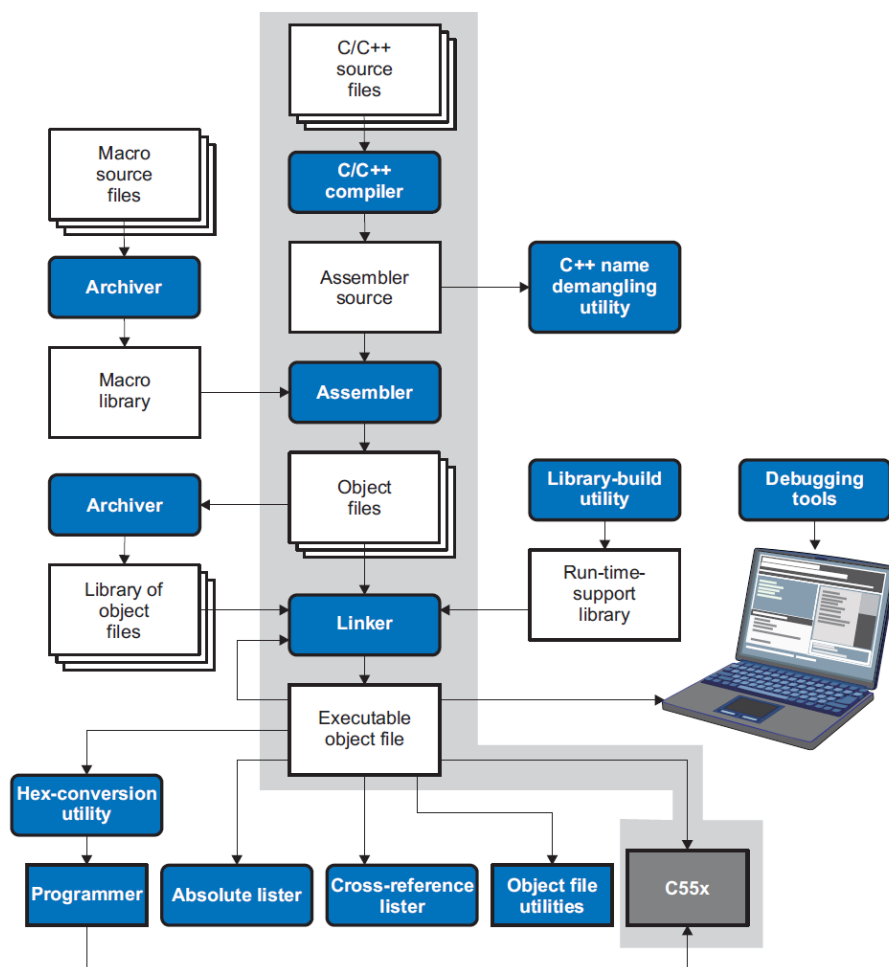 C/C++
source
files
Macro
source
files
C/C++
compiler
Archiver
Assembler
source
C++ name
demangling
utility
Macro
library
Assembler
Archiver
Object
files
Library-build
utility
Debugging
tools
Library of
object
files
Linker
Run-time-
support
library
Executable
object file
Hex-conversion
utility
Programmer
Absolute lister
Cross-reference
lister
Object file
utilities
C55x